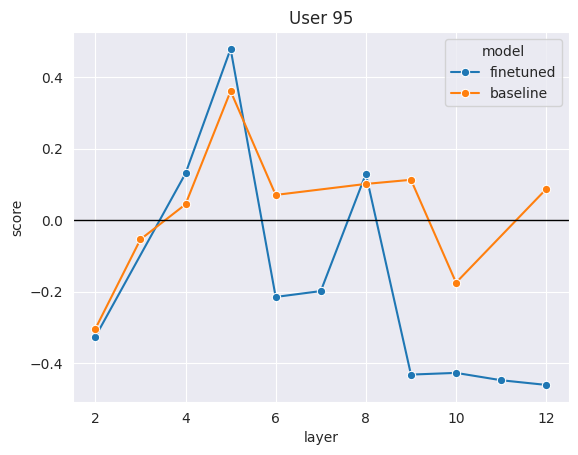 User 95
model
finetuned
baseline
score
0.4
0.2
0.0
−0.2
−0.4
2 4 6 8 10 12
layer